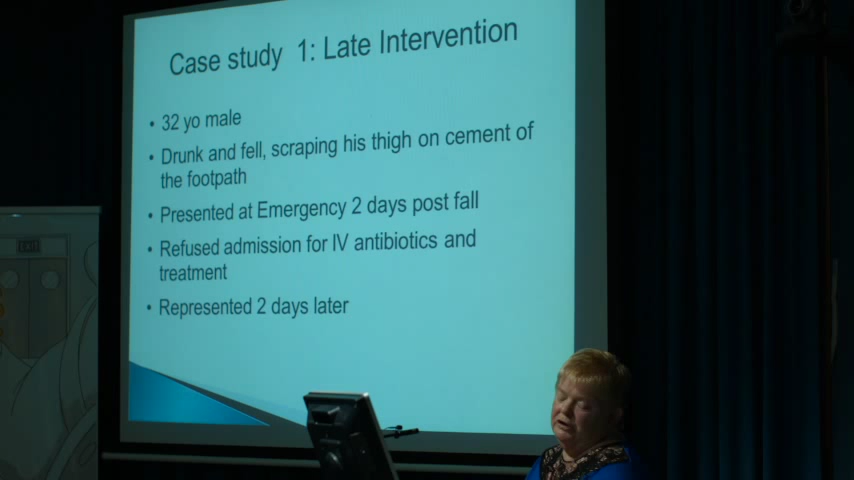 Case study 1: Late Intervention
• 32 yo male
• Drunk and fell, scraping his thigh on cement of
the footpath
• Presented at Emergency 2 days post fall
• Refused admission for IV antibiotics and
treatment
• Represented 2 days later